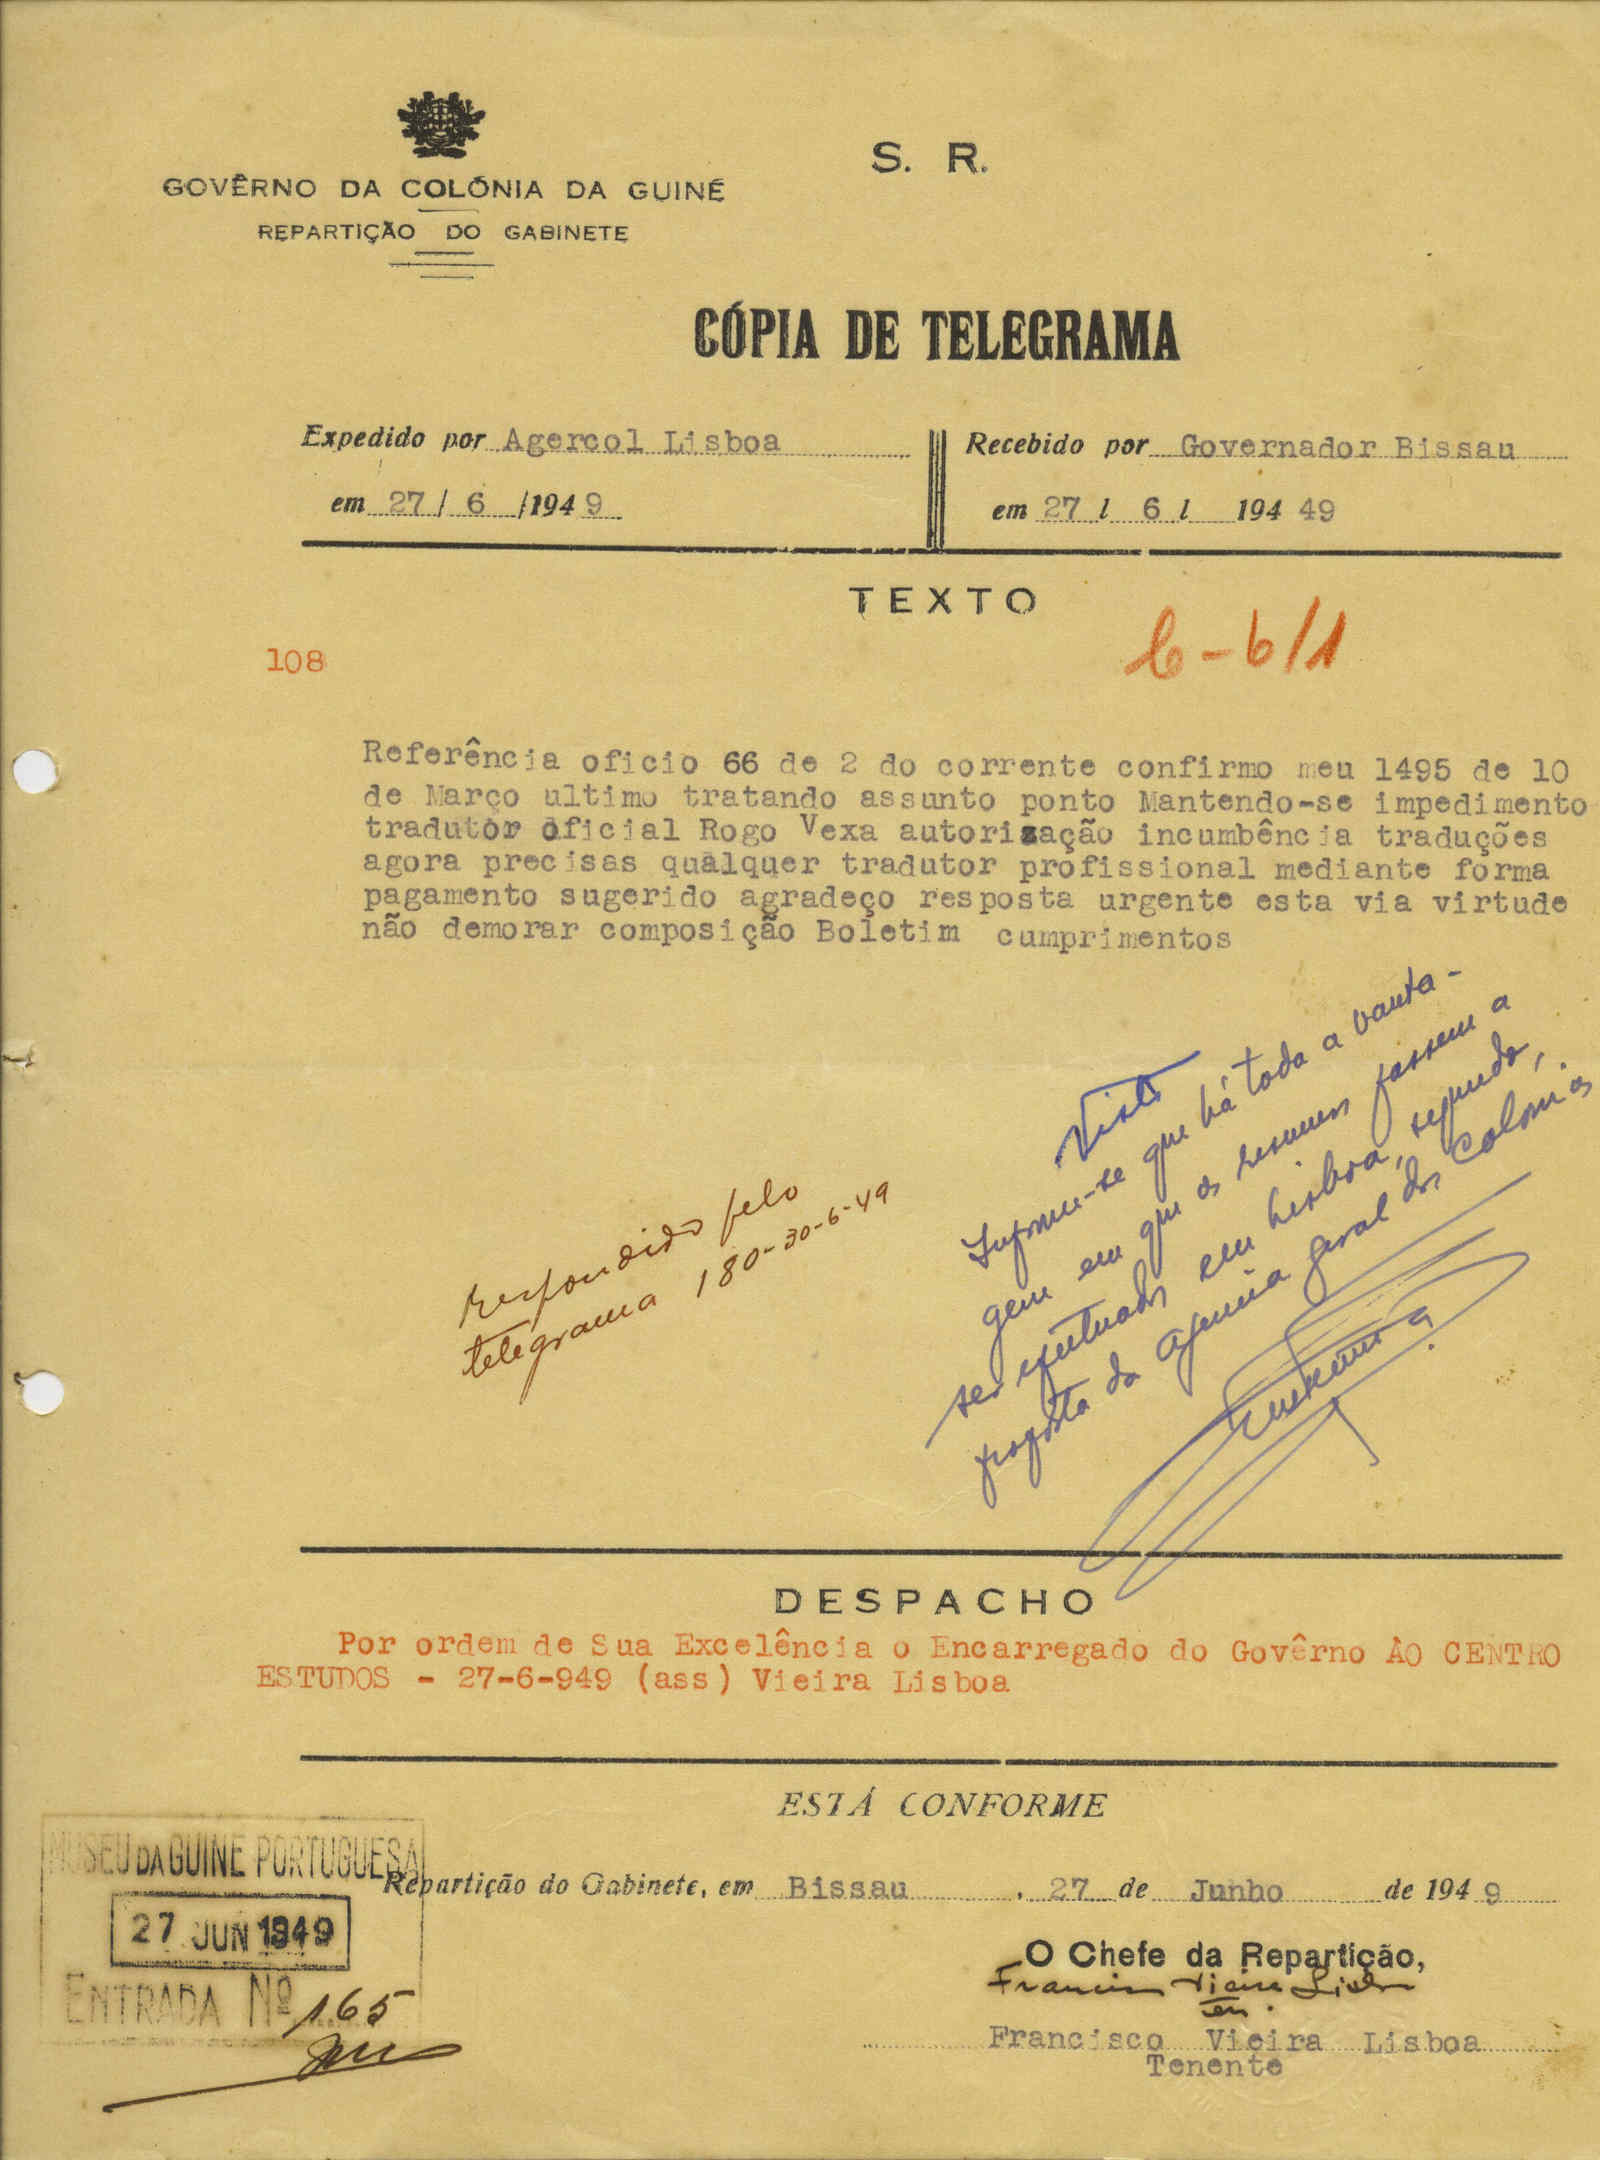 GOVÊRNO DA COLÓNIA DA GUINÉ
REPARTIÇÃO DO GABINETE
S. R.
CÓPIA DE TELEGRAMA
Expedido por Agercol Lisboa
em 27 / 6 /1949
Recebido por Governador Bissau
em 27 / 6 / 194 49
TEXTO
6-6/1
108
Referência oficio 66 de 2 do corrente confirmo meu 1495 de 10
de Março ultimo tratando assunto ponto Mantendo-se impedimento
tradutor oficial Rogo Vexa autorização incumbência traduções
agora precisas qualquer tradutor profissional mediante forma
pagamento sugerido agradeço resposta urgente esta via virtude
não demorar composição Boletim cumprimentos
Visto
Informe-se que há toda a vanta-
gem em que os resumos passem a
ser efectuados em Lisboa, segundo
proposta da Agencia Geral das Colonias.
Respondido pelo
telegrama 180-30-6-49
DESPACHO
Por ordem de Sua Excelência o Encarregado do Govêrno ÀO CENTRO
ESTUDOS - 27-6-949 (ass) Vieira Lisboa
ESTÁ CONFORME
Repartição do Gabinete, em Bissau, 27 de Junho de 1949
MUSEU DA GUINÉ PORTUGUESA
27 JUN 1949
ENTRADA Nº 165
O Chefe da Repartição,
Francisco Vieira Lisboa
Ten.
Francisco Vieira Lisboa
Tenente